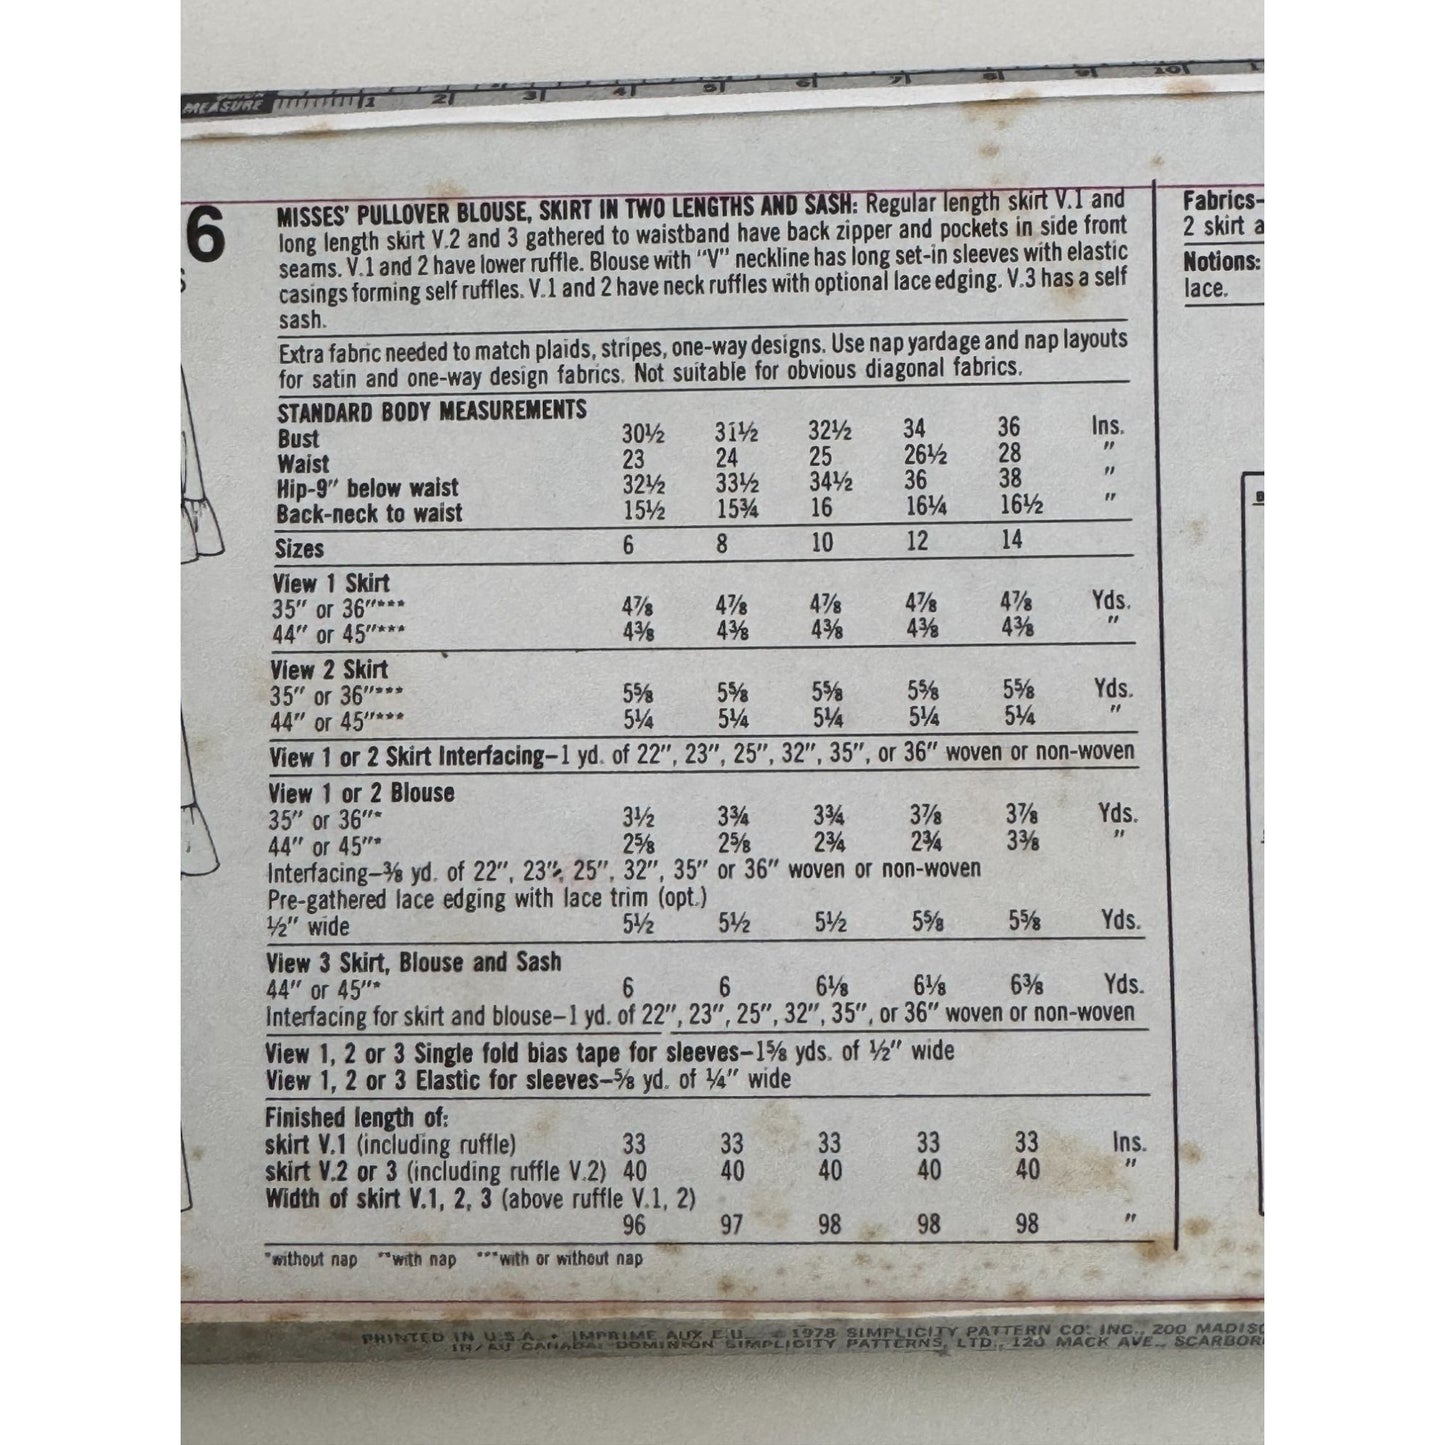 MEASURE 1 2 3 4 5 6 7 8 9 10 1
6
S
MISSES' PULLOVER BLOUSE, SKIRT IN TWO LENGTHS AND SASH: Regular length skirt V.1 and
long length skirt V.2 and 3 gathered to waistband have back zipper and pockets in side front
seams. V.1 and 2 have lower ruffle. Blouse with "V" neckline has long set-in sleeves with elastic
casings forming self ruffles. V.1 and 2 have neck ruffles with optional lace edging. V.3 has a self
sash.
Extra fabric needed to match plaids, stripes, one-way designs. Use nap yardage and nap layouts
for satin and one-way design fabrics. Not suitable for obvious diagonal fabrics.
STANDARD BODY MEASUREMENTS
Bust 30½ 31½ 32½ 34 36 Ins.
Waist 23 24 25 26½ 28 "
Hip-9" below waist 32½ 33½ 34½ 36 38 "
Back-neck to waist 15½ 15¾ 16 16¼ 16½ "
Sizes 6 8 10 12 14
View 1 Skirt
35" or 36"*** 4⅞ 4⅞ 4⅞ 4⅞ 4⅞ Yds.
44" or 45"*** 4⅜ 4⅜ 4⅜ 4⅜ 4⅜ "
View 2 Skirt
35" or 36"*** 5⅝ 5⅝ 5⅝ 5⅝ 5⅝ Yds.
44" or 45"*** 5¼ 5¼ 5¼ 5¼ 5¼ "
View 1 or 2 Skirt Interfacing–1 yd. of 22", 23", 25", 32", 35", or 36" woven or non-woven
View 1 or 2 Blouse
35" or 36"* 3½ 3¾ 3¾ 3⅞ 3⅞ Yds.
44" or 45"* 2⅝ 2⅝ 2¾ 2¾ 3⅜ "
Interfacing–⅜ yd. of 22", 23", 25", 32", 35" or 36" woven or non-woven
Pre-gathered lace edging with lace trim (opt.)
½" wide 5½ 5½ 5½ 5⅝ 5⅝ Yds.
View 3 Skirt, Blouse and Sash
44" or 45"* 6 6 6⅛ 6⅛ 6⅜ Yds.
Interfacing for skirt and blouse–1 yd. of 22", 23", 25", 32", 35", or 36" woven or non-woven
View 1, 2 or 3 Single fold bias tape for sleeves–1⅝ yds. of ½" wide
View 1, 2 or 3 Elastic for sleeves–⅝ yd. of ¼" wide
Finished length of:
skirt V.1 (including ruffle) 33 33 33 33 33 Ins.
skirt V.2 or 3 (including ruffle V.2) 40 40 40 40 40 "
Width of skirt V.1, 2, 3 (above ruffle V.1, 2)
96 97 98 98 98 "
*without nap **with nap ***with or without nap
Fabrics–
2 skirt a
Notions:
lace.
PRINTED IN U.S.A. • IMPRIME AUX E.U. © 1978 SIMPLICITY PATTERN CO. INC., 200 MADISO
IN/AU CANADA: DOMINION SIMPLICITY PATTERNS, LTD., 120 MACK AVE., SCARBOR